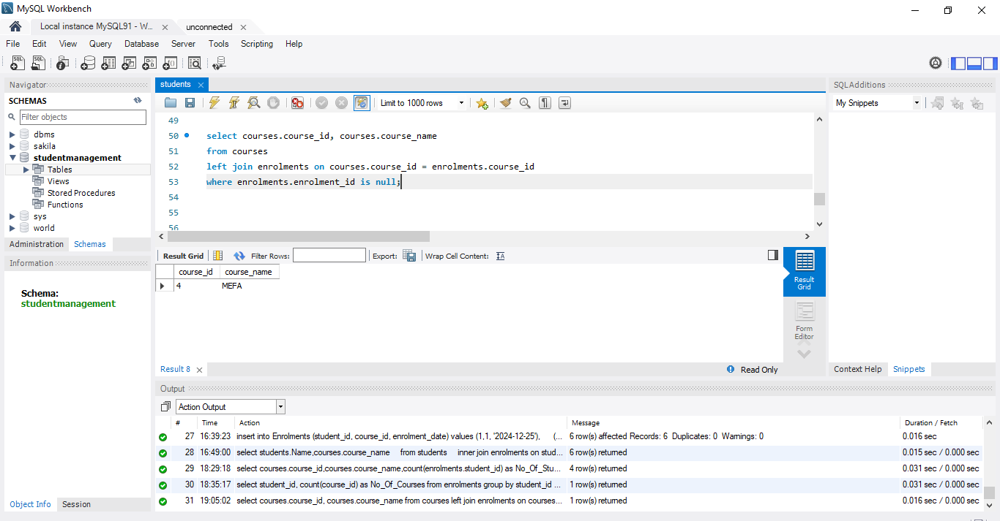 MySQL Workbench
Local instance MySQL91 - W... unconnected
File Edit View Query Database Server Tools Scripting Help
Navigator
SCHEMAS
Filter objects
dbms
sakila
studentmanagement
Tables
Views
Stored Procedures
Functions
sys
world
Administration Schemas
Information
Schema:
studentmanagement
Object Info Session
students
Limit to 1000 rows
49
50 select courses.course_id, courses.course_name
51 from courses
52 left join enrolments on courses.course_id = enrolments.course_id
53 where enrolments.enrolment_id is null;
54
55
56
Result Grid Filter Rows: Export: Wrap Cell Content:
course_id course_name
4 MEFA
Result Grid
Form Editor
Result 8 Read Only
SQLAdditions
My Snippets
Context Help Snippets
Output
Action Output
# Time Action Message Duration / Fetch
27 16:39:23 insert into Enrolments (student_id, course_id, enrolment_date) values (1,1, '2024-12-25'), (... 6 row(s) affected Records: 6 Duplicates: 0 Warnings: 0 0.016 sec
28 16:49:00 select students.Name,courses.course_name from students inner join enrolments on stud... 6 row(s) returned 0.015 sec / 0.000 sec
29 18:29:18 select courses.course_id,courses.course_name,count(enrolments.student_id) as No_Of_Stu... 4 row(s) returned 0.031 sec / 0.000 sec
30 18:35:17 select student_id, count(course_id) as No_Of_Courses from enrolments group by student_id ... 1 row(s) returned 0.031 sec / 0.000 sec
31 19:05:02 select courses.course_id, courses.course_name from courses left join enrolments on courses... 1 row(s) returned 0.016 sec / 0.000 sec